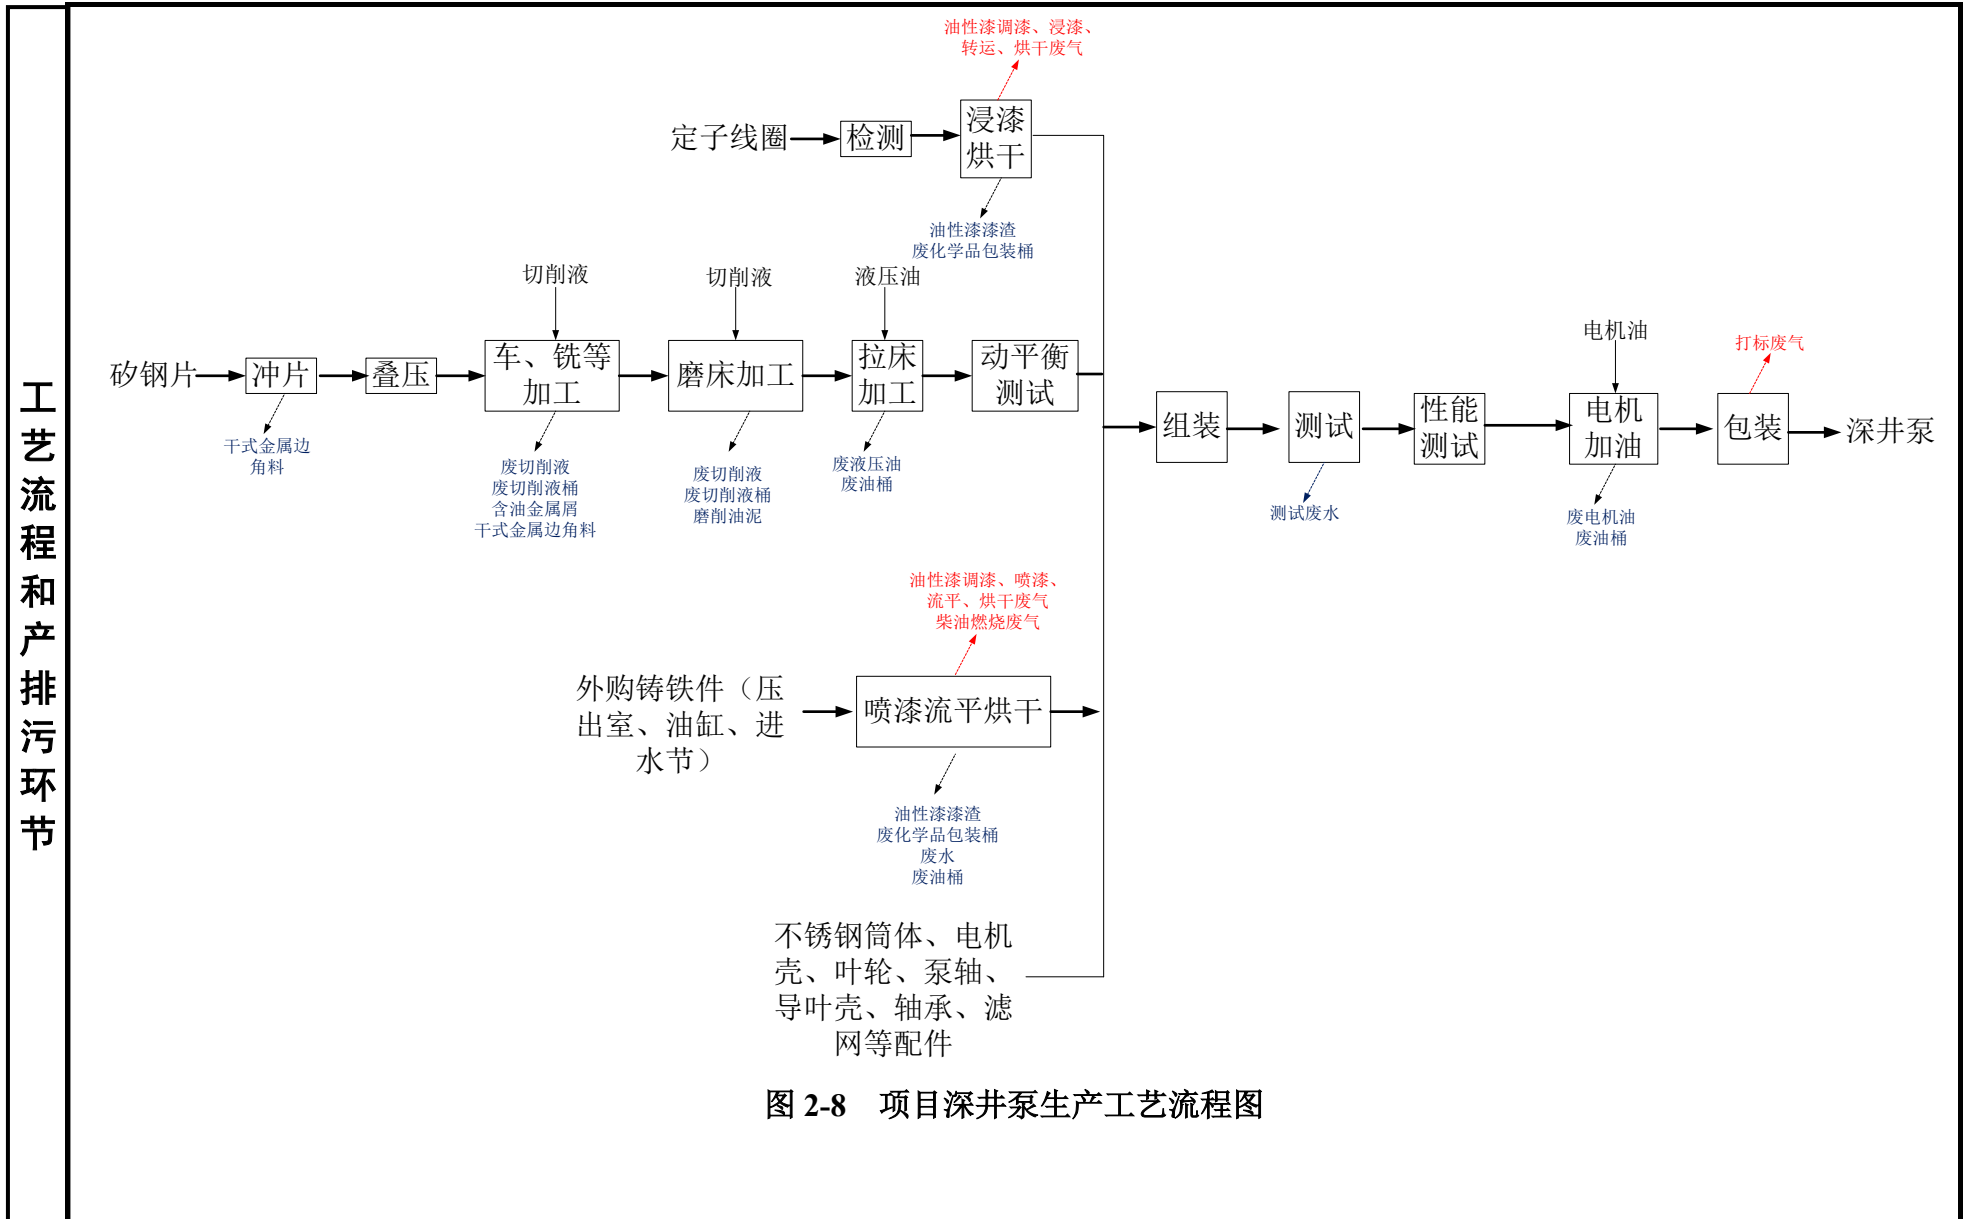 工艺流程和产排污环节
油性漆调漆、浸漆、
转运、烘干废气
定子线圈
检测
浸漆
烘干
油性漆漆渣
废化学品包装桶
切削液
切削液
液压油
矽钢片
冲片
叠压
车、铣等
加工
磨床加工
拉床
加工
动平衡
测试
干式金属边
角料
废切削液
废切削液桶
含油金属屑
干式金属边角料
废切削液
废切削液桶
磨削油泥
废液压油
废油桶
组装
测试
性能
测试
电机油
电机
加油
打标废气
包装
深井泵
测试废水
废电机油
废油桶
油性漆调漆、喷漆、
流平、烘干废气
柴油燃烧废气
外购铸铁件（压
出室、油缸、进
水节）
喷漆流平烘干
油性漆漆渣
废化学品包装桶
废水
废油桶
不锈钢筒体、电机
壳、叶轮、泵轴、
导叶壳、轴承、滤
网等配件
图 2-8 项目深井泵生产工艺流程图